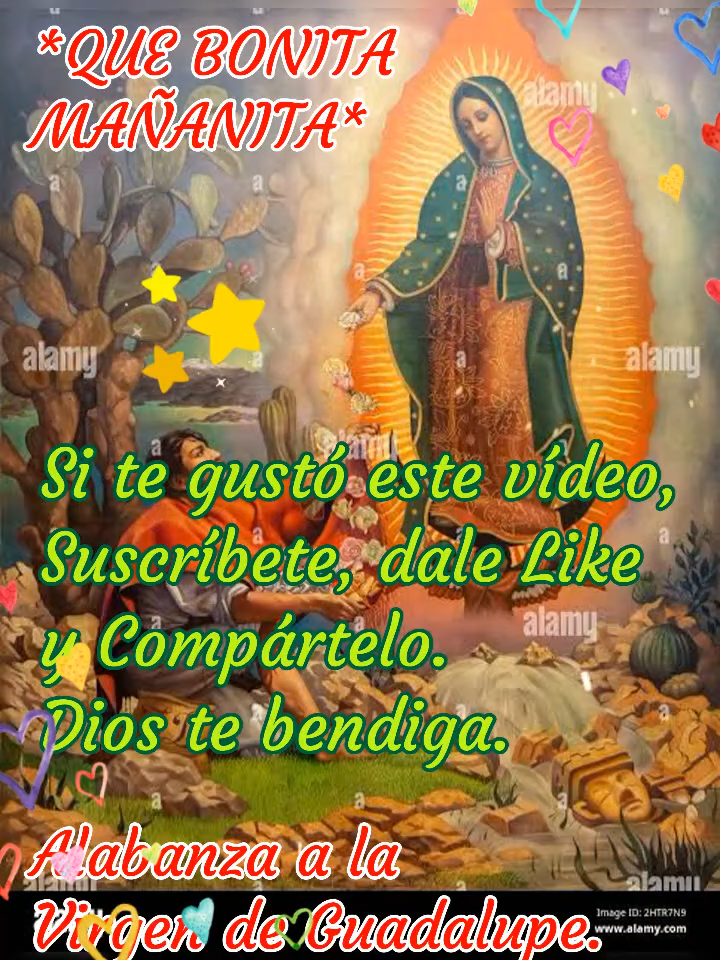 *QUE BONITA
MAÑANITA*
alamy
alamy
alamy
alamy
Si te gustó este vídeo,
Suscríbete, dale Like
y Compártelo.
alamy
Dios te bendiga.
Alabanza a la
alamy
alamy
Virgen de Guadalupe.
Image ID: 2HTR7N9
www.alamy.com